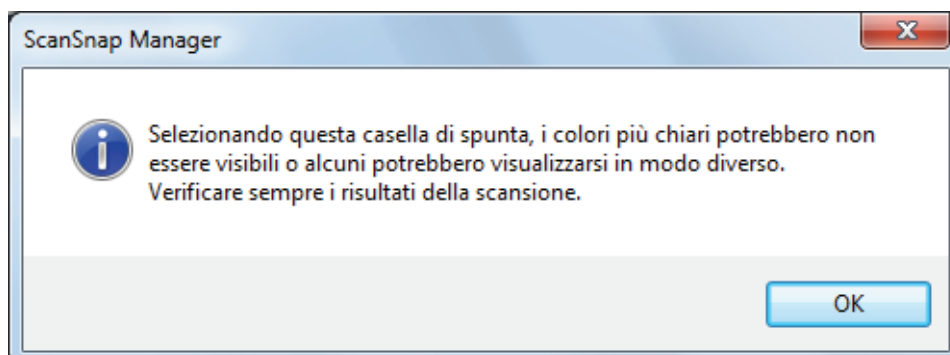 ScanSnap Manager
Selezionando questa casella di spunta, i colori più chiari potrebbero non
essere visibili o alcuni potrebbero visualizzarsi in modo diverso.
Verificare sempre i risultati della scansione.
OK